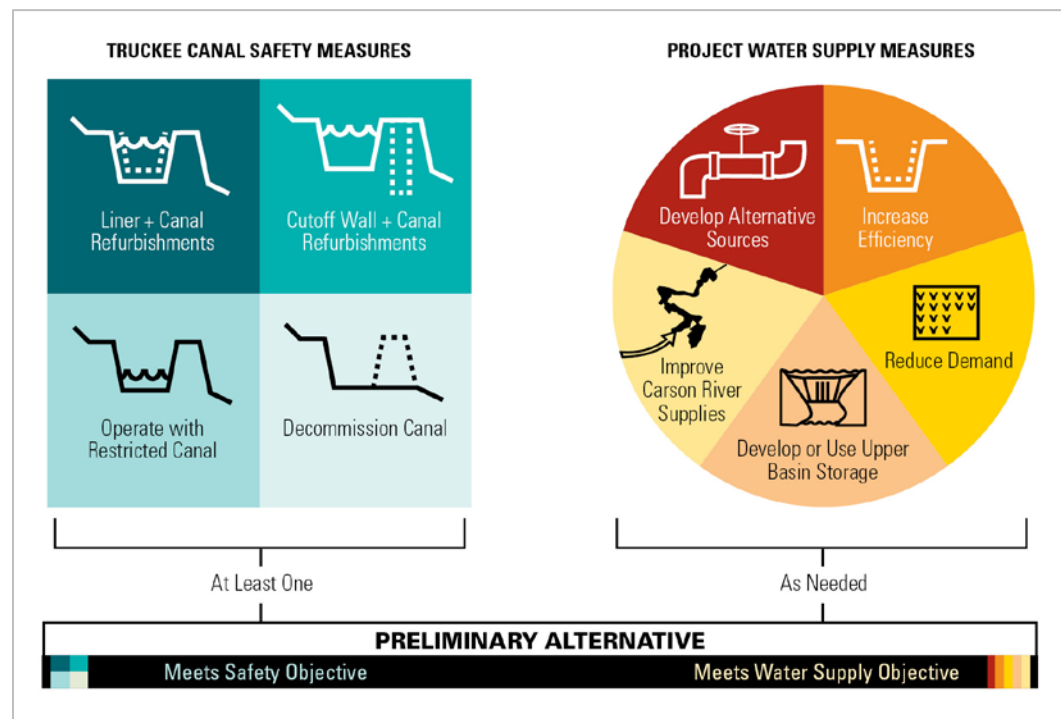 TRUCKEE CANAL SAFETY MEASURES
Liner + Canal
Refurbishments
Cutoff Wall + Canal
Refurbishments
Operate with
Restricted Canal
Decommission Canal
At Least One
PROJECT WATER SUPPLY MEASURES
Develop Alternative
Sources
Increase
Efficiency
Reduce Demand
Develop or Use Upper
Basin Storage
Improve
Carson River
Supplies
As Needed
PRELIMINARY ALTERNATIVE
Meets Safety Objective
Meets Water Supply Objective